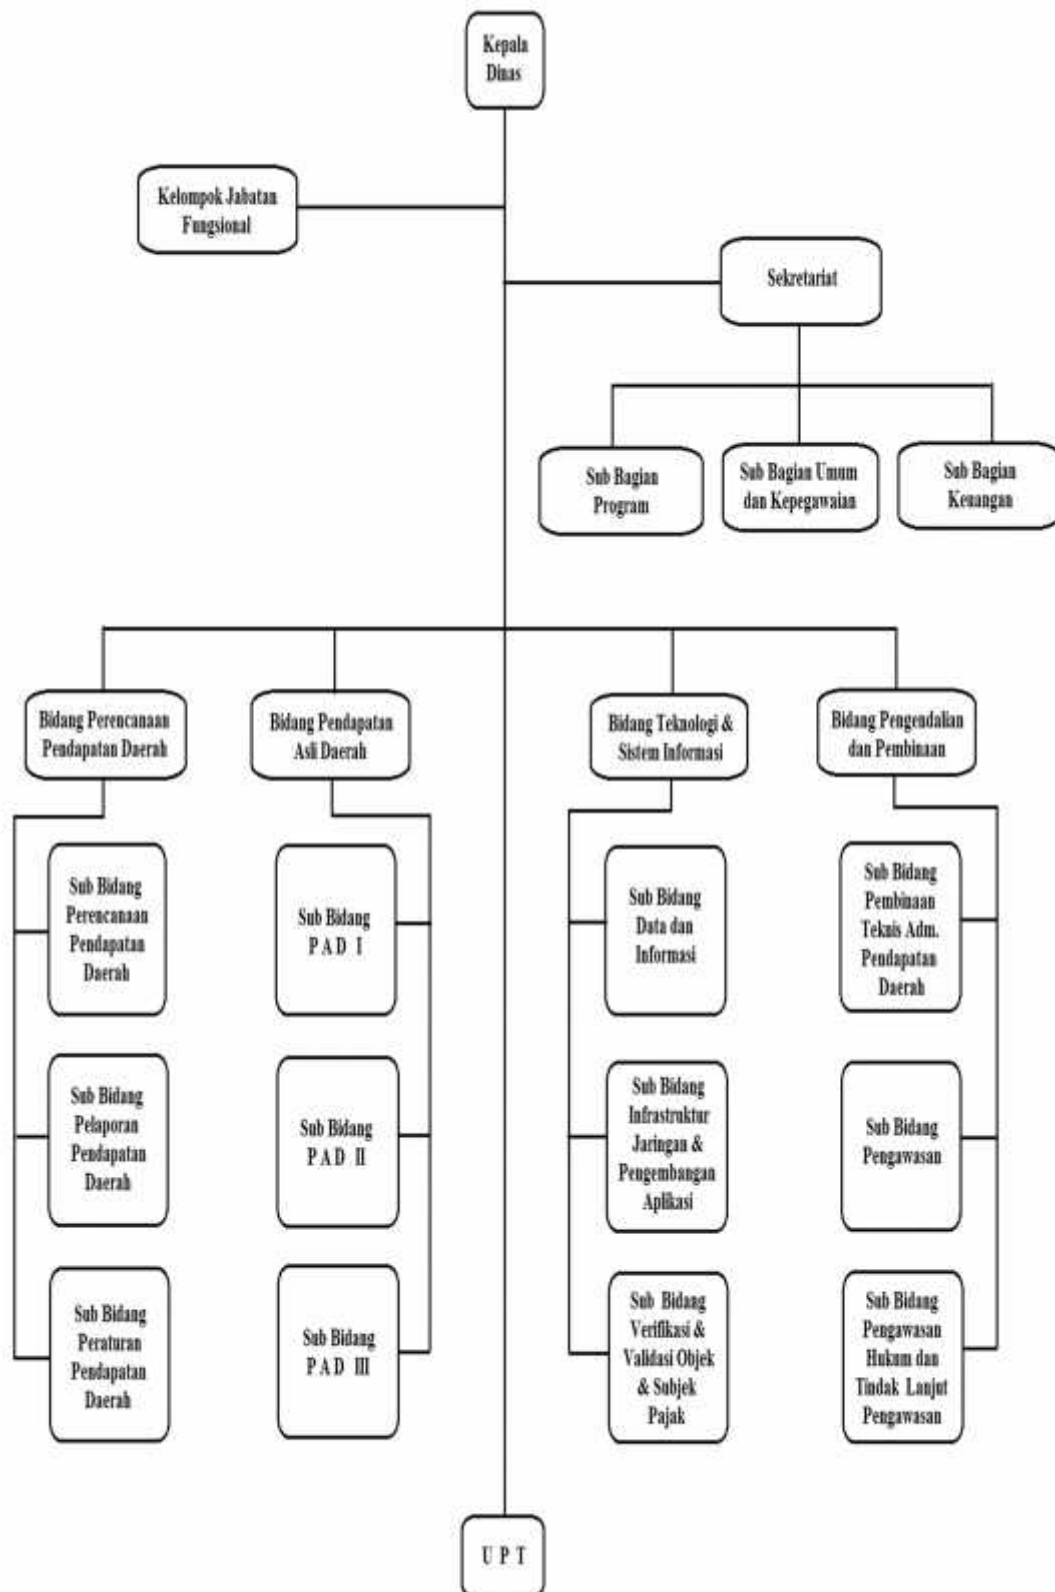 Kepala
Dinas
Kelompok Jabatan
Fungsional
Sekretariat
Sub Bagian
Program
Sub Bagian Umum
dan Kepegawaian
Sub Bagian
Keuangan
Bidang Perencanaan
Pendapatan Daerah
Bidang Pendapatan
Asli Daerah
Bidang Teknologi &
Sistem Informasi
Bidang Pengendalian
dan Pembinaan
Sub Bidang
Perencanaan
Pendapatan
Daerah
Sub Bidang
P A D I
Sub Bidang
Data dan
Informasi
Sub Bidang
Pembinaan
Teknis Adm.
Pendapatan
Daerah
Sub Bidang
Pelaporan
Pendapatan
Daerah
Sub Bidang
PAD II
Sub Bidang
Infrastruktur
Jaringan &
Pengembangan
Aplikasi
Sub Bidang
Pengawasan
Sub Bidang
Peraturan
Pendapatan
Daerah
Sub Bidang
P A D III
Sub Bidang
Verifikasi &
Validasi Objek
& Subjek
Pajak
Sub Bidang
Pengawasan
Hukum dan
Tindak Lanjut
Pengawasan
U P T